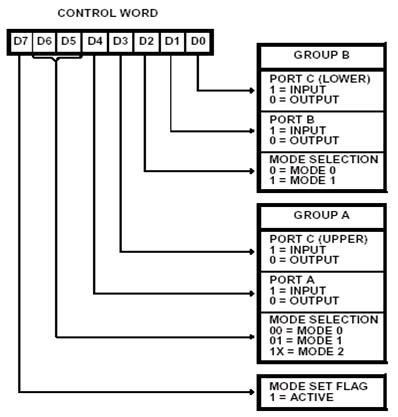 CONTROL WORD
D7 D6 D5 D4 D3 D2 D1 D0
GROUP B
PORT C (LOWER)
1 = INPUT
0 = OUTPUT
PORT B
1 = INPUT
0 = OUTPUT
MODE SELECTION
0 = MODE 0
1 = MODE 1
GROUP A
PORT C (UPPER)
1 = INPUT
0 = OUTPUT
PORT A
1 = INPUT
0 = OUTPUT
MODE SELECTION
00 = MODE 0
01 = MODE 1
1X = MODE 2
MODE SET FLAG
1 = ACTIVE